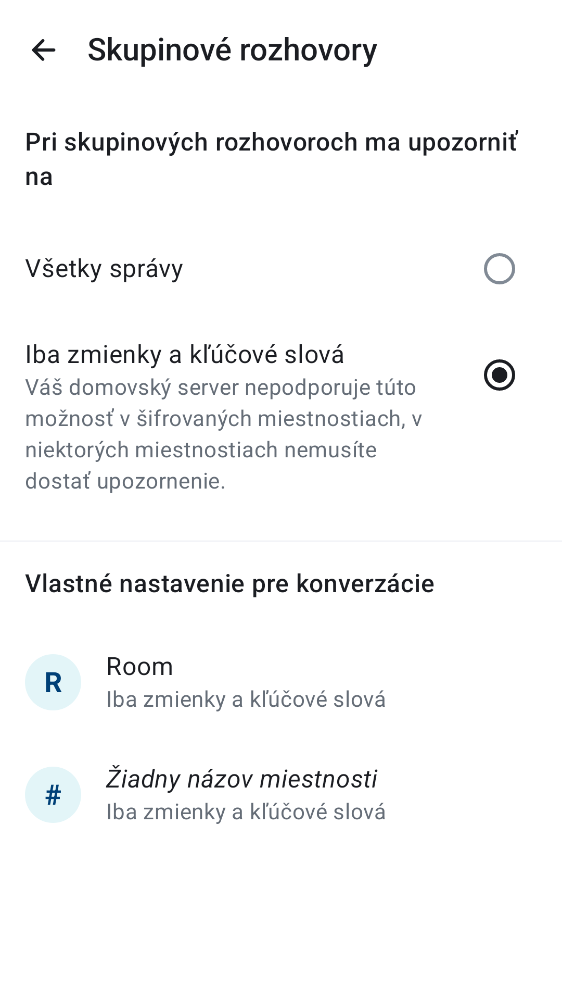 Skupinové rozhovory
Pri skupinových rozhovoroch ma upozorniť
na
Všetky správy
Iba zmienky a kľúčové slová
Váš domovský server nepodporuje túto
možnosť v šifrovaných miestnostiach, v
niektorých miestnostiach nemusíte
dostať upozornenie.
Vlastné nastavenie pre konverzácie
R
Room
Iba zmienky a kľúčové slová
#
Žiadny názov miestnosti
Iba zmienky a kľúčové slová